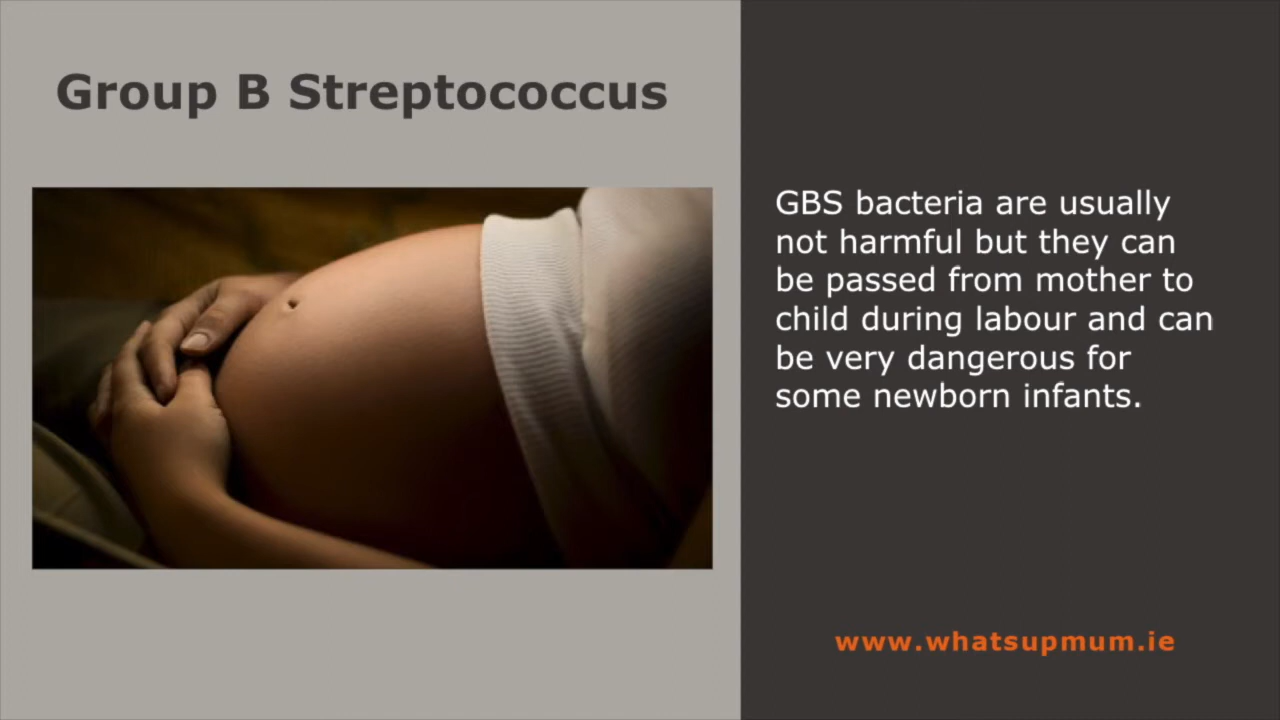 Group B Streptococcus
GBS bacteria are usually
not harmful but they can
be passed from mother to
child during labour and can
be very dangerous for
some newborn infants.
www.whatsupmum.ie